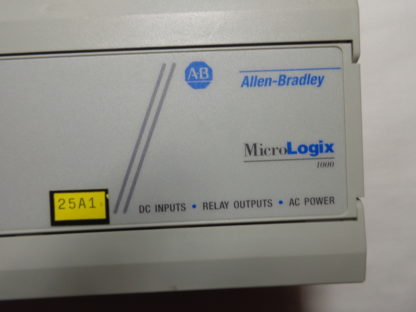 AB
Allen-Bradley
MicroLogix
1000
25A1
DC INPUTS • RELAY OUTPUTS • AC POWER